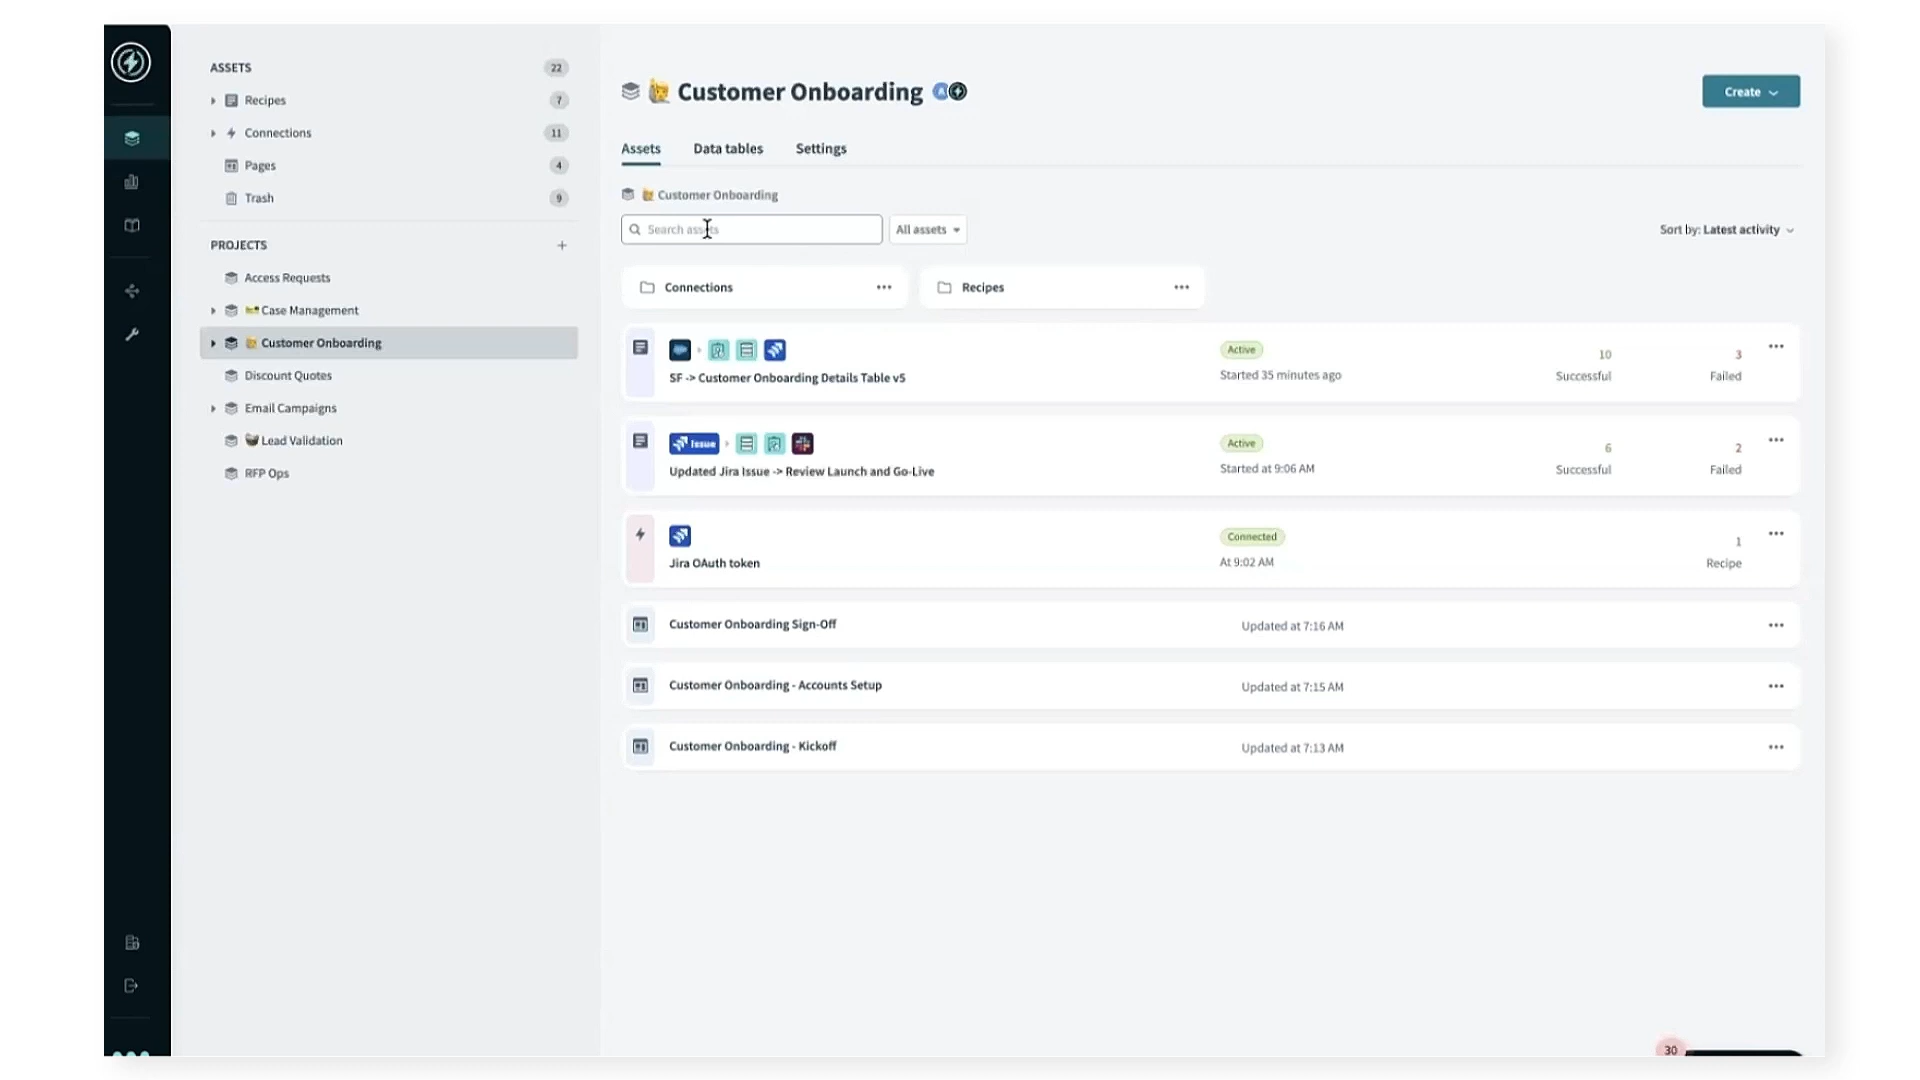 ASSETS 22
Recipes 7
Connections 11
Pages 4
Trash 9
PROJECTS +
Access Requests
Case Management
Customer Onboarding
Discount Quotes
Email Campaigns
Lead Validation
RFP Ops
Customer Onboarding
Create
Assets Data tables Settings
Customer Onboarding
Search assets All assets Sort by: Latest activity
Connections ••• Recipes •••
SF -> Customer Onboarding Details Table v5
Active
Started 35 minutes ago
10
Successful
3
Failed
Issue
Updated Jira Issue -> Review Launch and Go-Live
Active
Started at 9:06 AM
6
Successful
2
Failed
Jira OAuth token
Connected
At 9:02 AM
1
Recipe
Customer Onboarding Sign-Off Updated at 7:16 AM
Customer Onboarding - Accounts Setup Updated at 7:15 AM
Customer Onboarding - Kickoff Updated at 7:13 AM
30